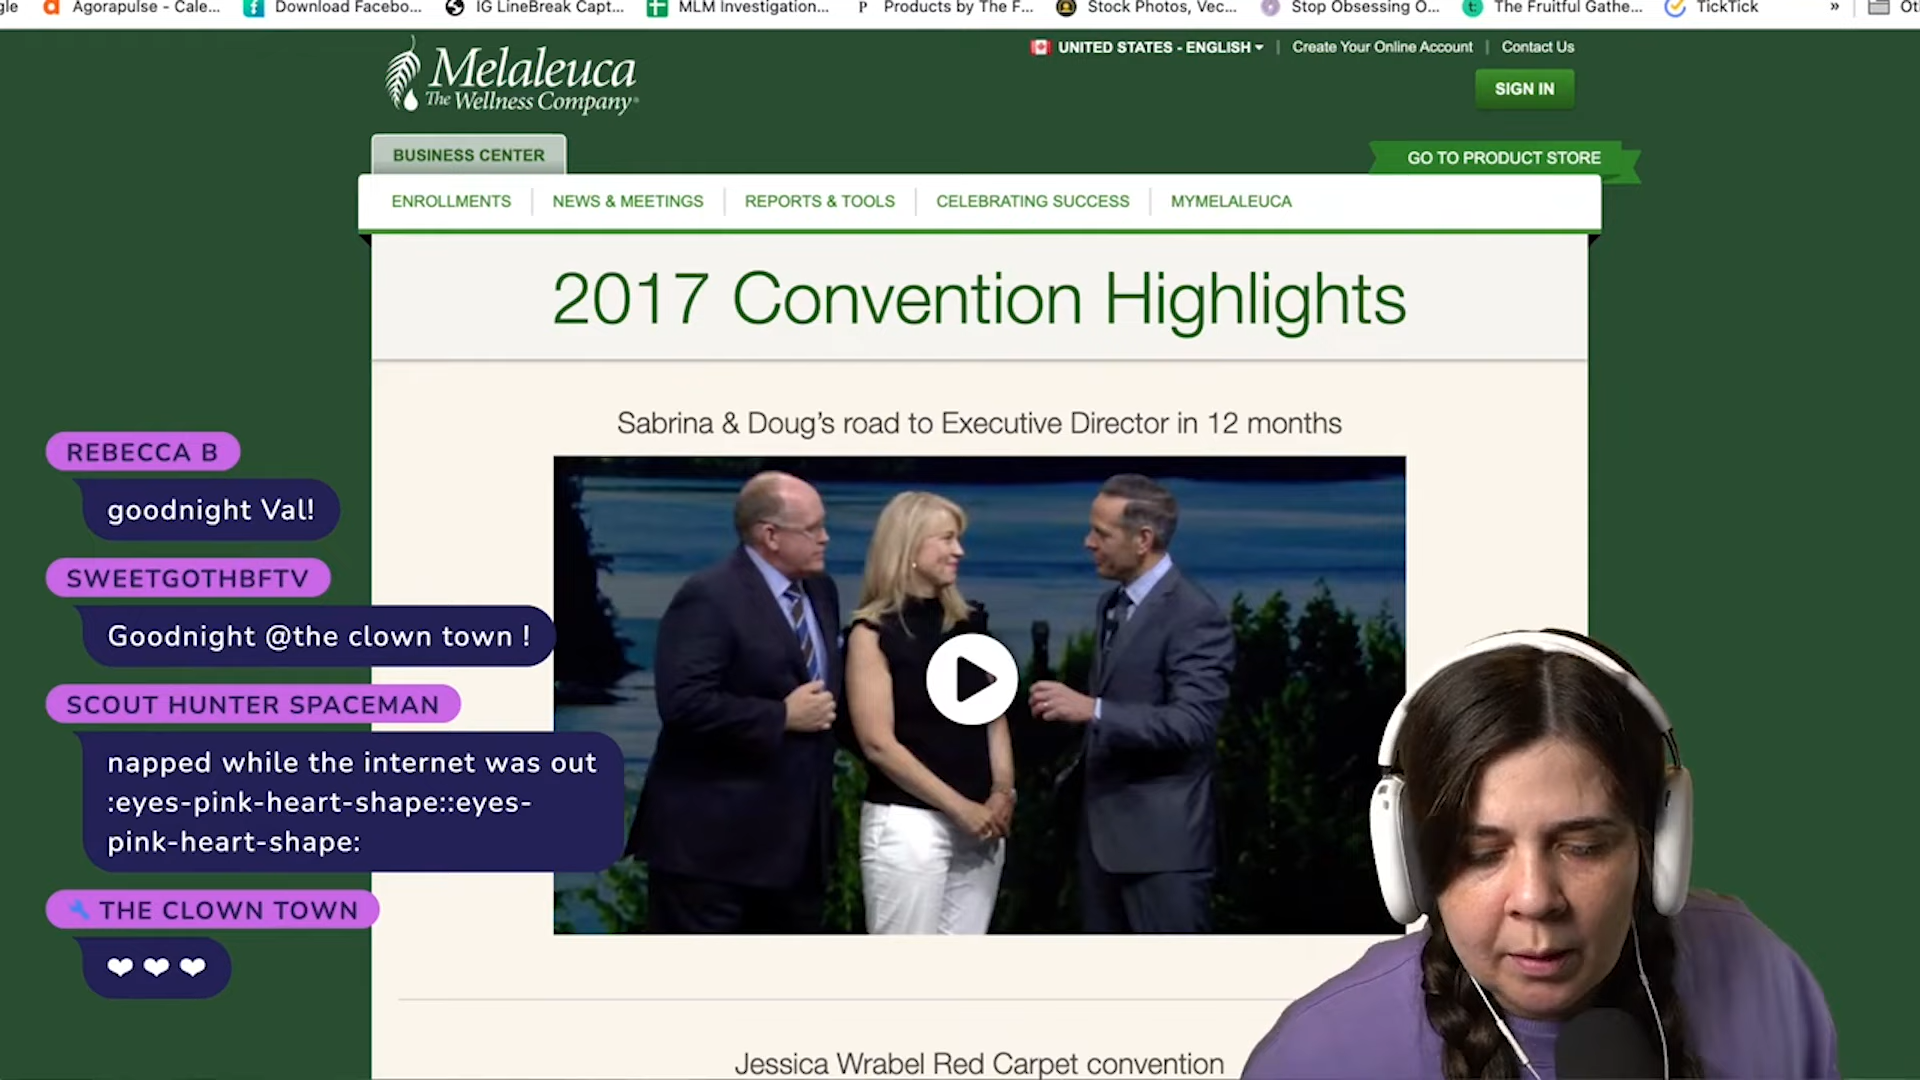 gle
Agorapulse - Cale...
Download Facebo...
IG LineBreak Capt...
MLM Investigation...
P Products by The F...
Stock Photos, Vec...
Stop Obsessing O...
The Fruitful Gathe...
TickTick
»
Ot
Melaleuca
The Wellness Company®
UNITED STATES - ENGLISH
Create Your Online Account
Contact Us
SIGN IN
BUSINESS CENTER
GO TO PRODUCT STORE
ENROLLMENTS
NEWS & MEETINGS
REPORTS & TOOLS
CELEBRATING SUCCESS
MYMELALEUCA
2017 Convention Highlights
Sabrina & Doug's road to Executive Director in 12 months
REBECCA B
goodnight Val!
SWEETGOTHBFTV
Goodnight @the clown town !
SCOUT HUNTER SPACEMAN
napped while the internet was out
:eyes-pink-heart-shape::eyes-
pink-heart-shape:
THE CLOWN TOWN
❤ ❤ ❤
Jessica Wrabel Red Carpet convention